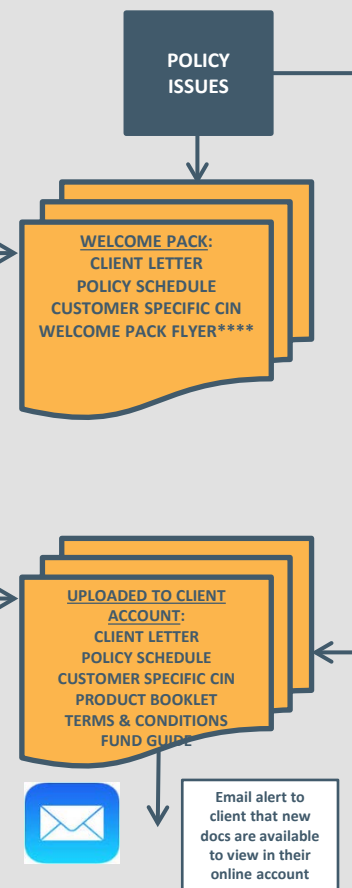 POLICY
ISSUES
WELCOME PACK:
CLIENT LETTER
POLICY SCHEDULE
CUSTOMER SPECIFIC CIN
WELCOME PACK FLYER****
UPLOADED TO CLIENT
ACCOUNT:
CLIENT LETTER
POLICY SCHEDULE
CUSTOMER SPECIFIC CIN
PRODUCT BOOKLET
TERMS & CONDITIONS
FUND GUIDE
Email alert to
client that new
docs are available
to view in their
online account